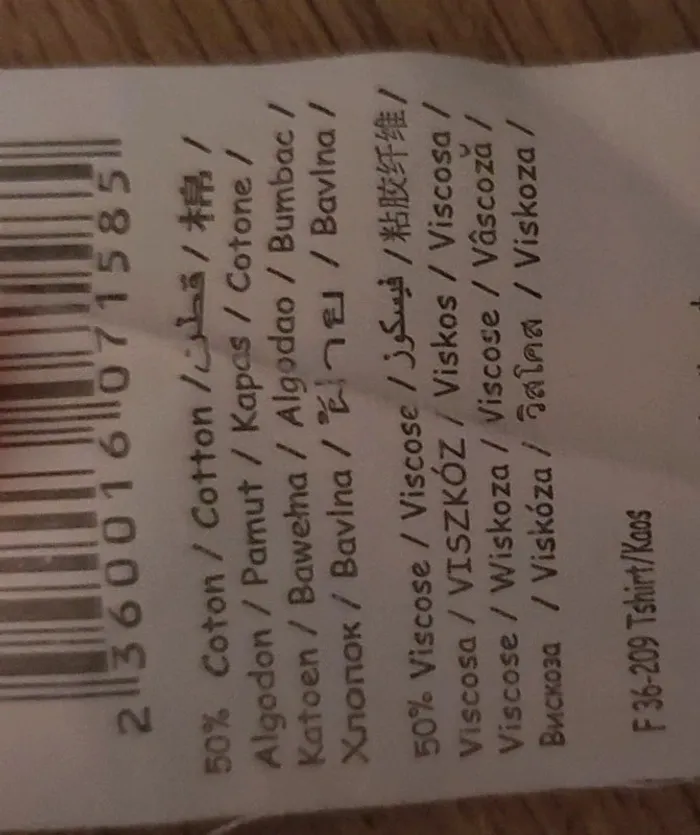 2 360016 071585
50% Coton / Cotton / قطن / 棉 /
Algodon / Pamut / Kapas / Cotone /
Katoen / Bawełna / Algodao / Bumbac /
Хлопок / Bavlna / ผ้าฝ้าย / Bavlna /
50% Viscose / Viscose / فيسكوز / 粘胶纤维 /
Viscosa / VISZKÓZ / Viskos / Viscosa /
Viscose / Wiskoza / Viscose / Vâscoză /
Вискоза / Viskóza / วิสโคส / Viskoza /
F 36-209 Tshirt/Kaos